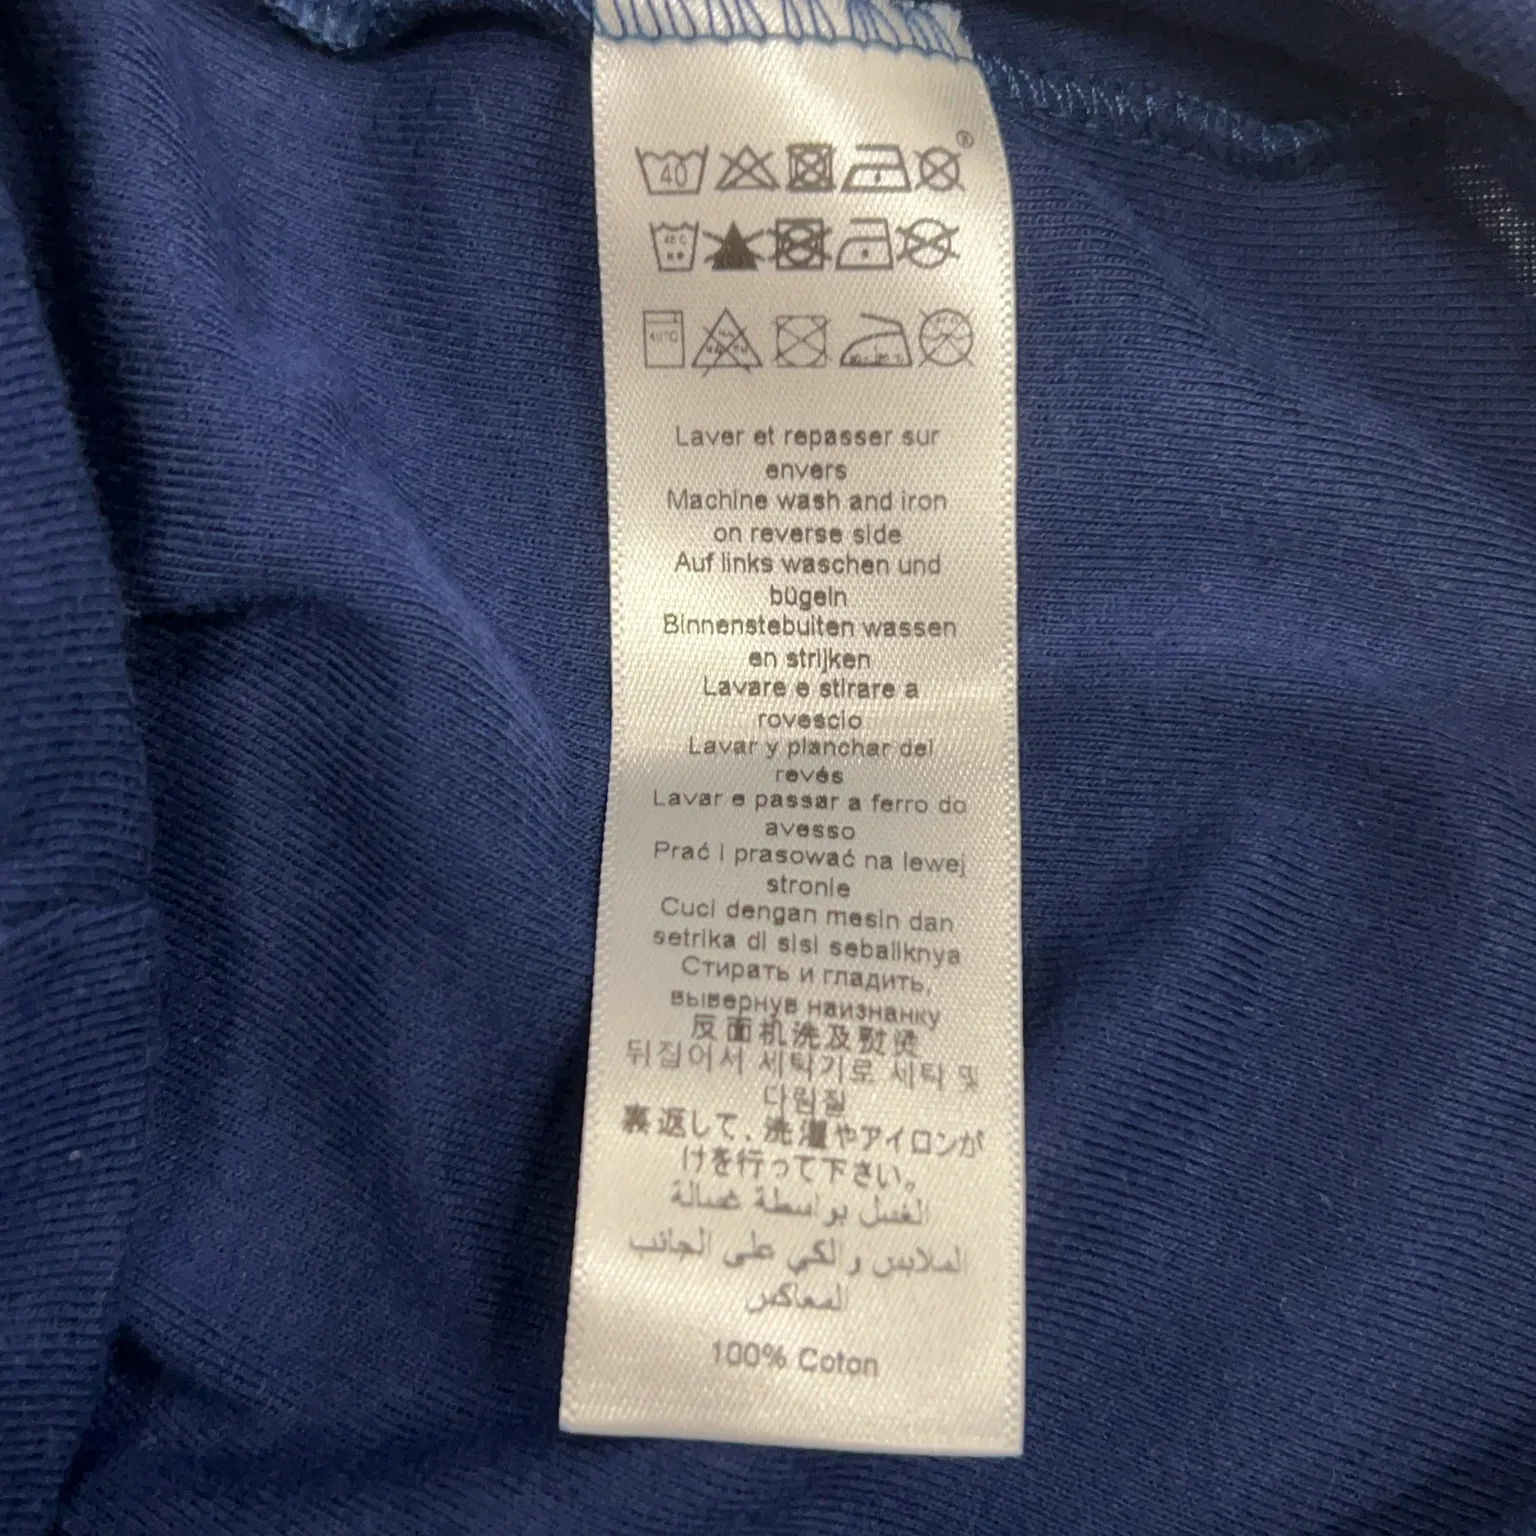 ®
40
40 C
40°C
Laver et repasser sur
envers
Machine wash and iron
on reverse side
Auf links waschen und
bügeln
Binnenstebuiten wassen
en strijken
Lavare e stirare a
rovescio
Lavar y planchar del
revés
Lavar e passar a ferro do
avesso
Prać i prasować na lewej
stronie
Cuci dengan mesin dan
setrika di sisi sebaliknya
Стирать и гладить,
вывернув наизнанку
反面机洗及熨烫
뒤집어서 세탁기로 세탁 및
다림질
裏返して、洗濯やアイロンが
けを行って下さい。
الغسل بواسطة غسالة
الملابس و الكي على الجانب
المعاكس
100% Coton